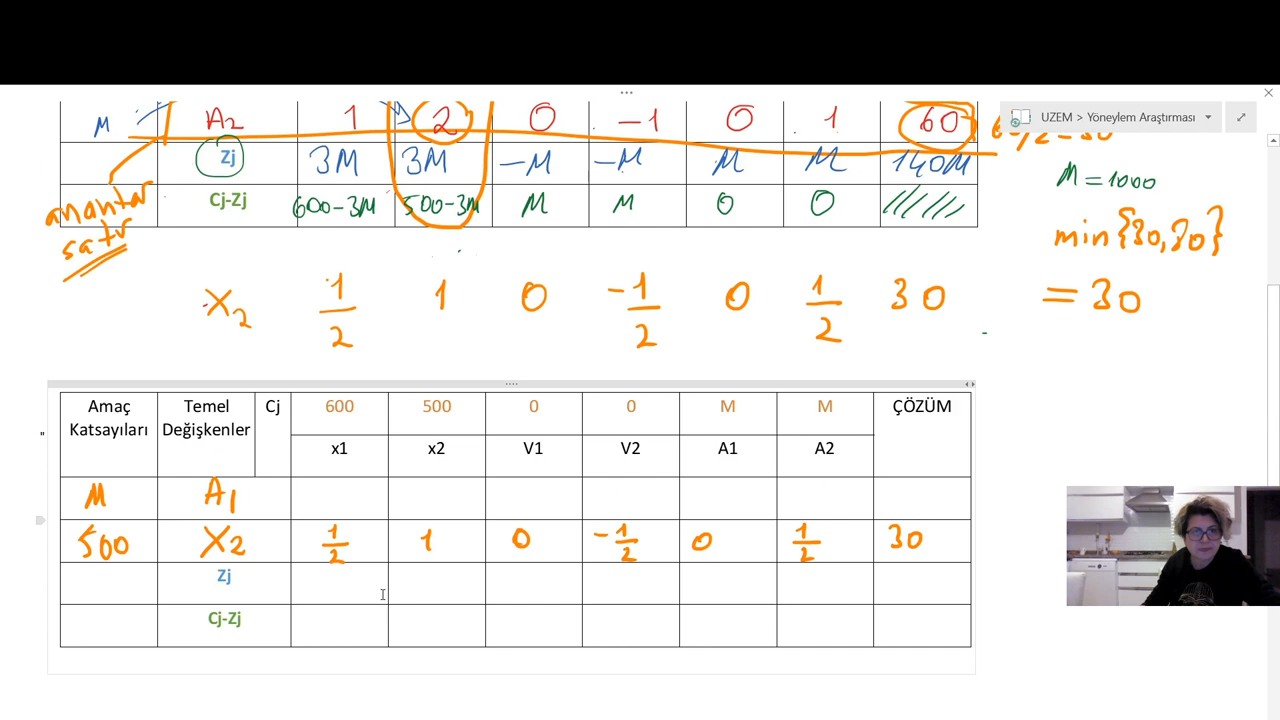 UZEM > Yöneylem Araştırması
M A2 1 2 0 -1 0 1 60
Zj 3M 3M -M -M M M 140M
Cj-Zj 600-3M 500-3M M M 0 0
anahtar
satır
M = 1000
min{30,30}
= 30
X2 1/2 1 0 -1/2 0 1/2 30
Amaç Katsayıları Temel Değişkenler Cj 600 500 0 0 M M ÇÖZÜM
x1 x2 V1 V2 A1 A2
M A1
500 X2 1/2 1 0 -1/2 0 1/2 30
Zj
Cj-Zj